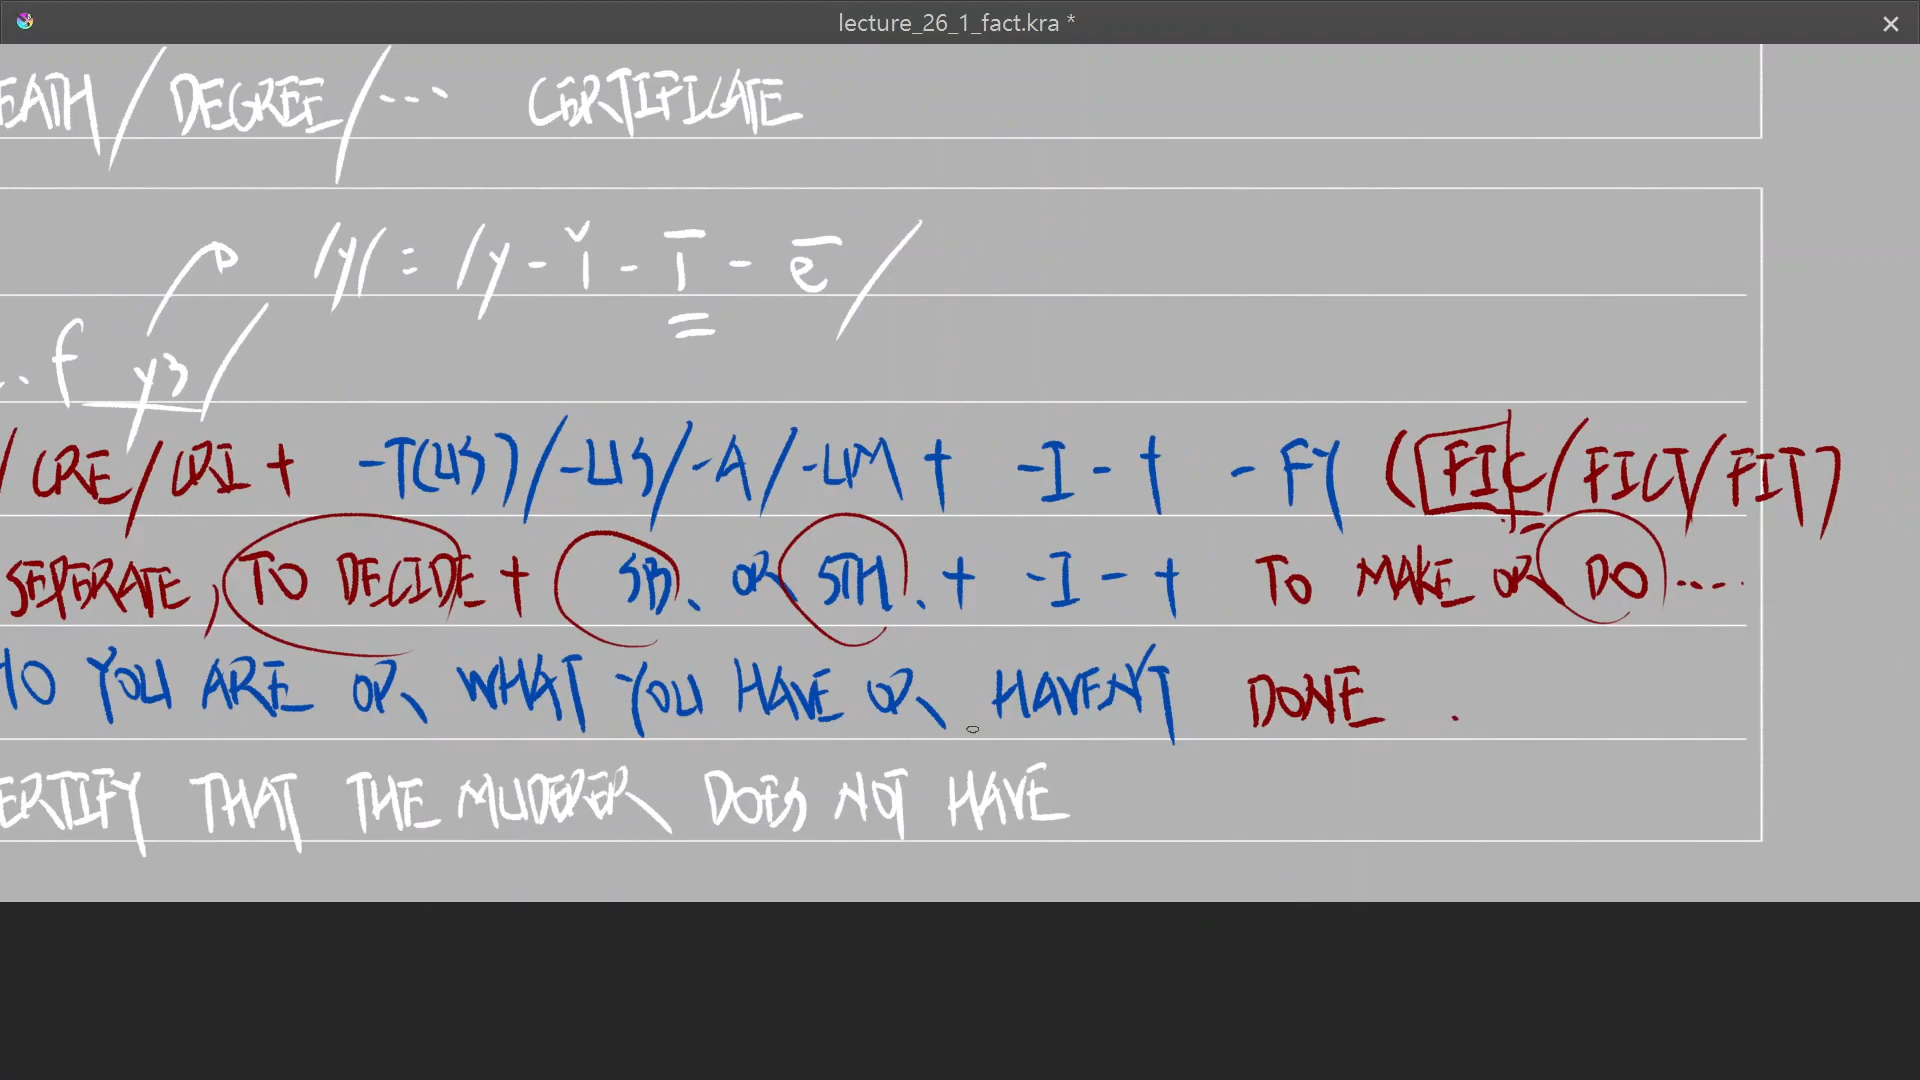 lecture_26_1_fact.kra *
EATH / DEGREE / ... CERTIFICATE
/y/ = /y - ĭ - ī - ē /
f y3 /
/ CRE / CRI + -T(US) / -US / -A / -UM + -I- + -FY (FIC / FICT / FIT)
SEPERATE, TO DECIDE + SB. OR STH. + -I- + TO MAKE OR DO ....
HO YOU ARE OR WHAT YOU HAVE OR HAVEN'T DONE .
ERTIFY THAT THE MUDERER DOES NOT HAVE